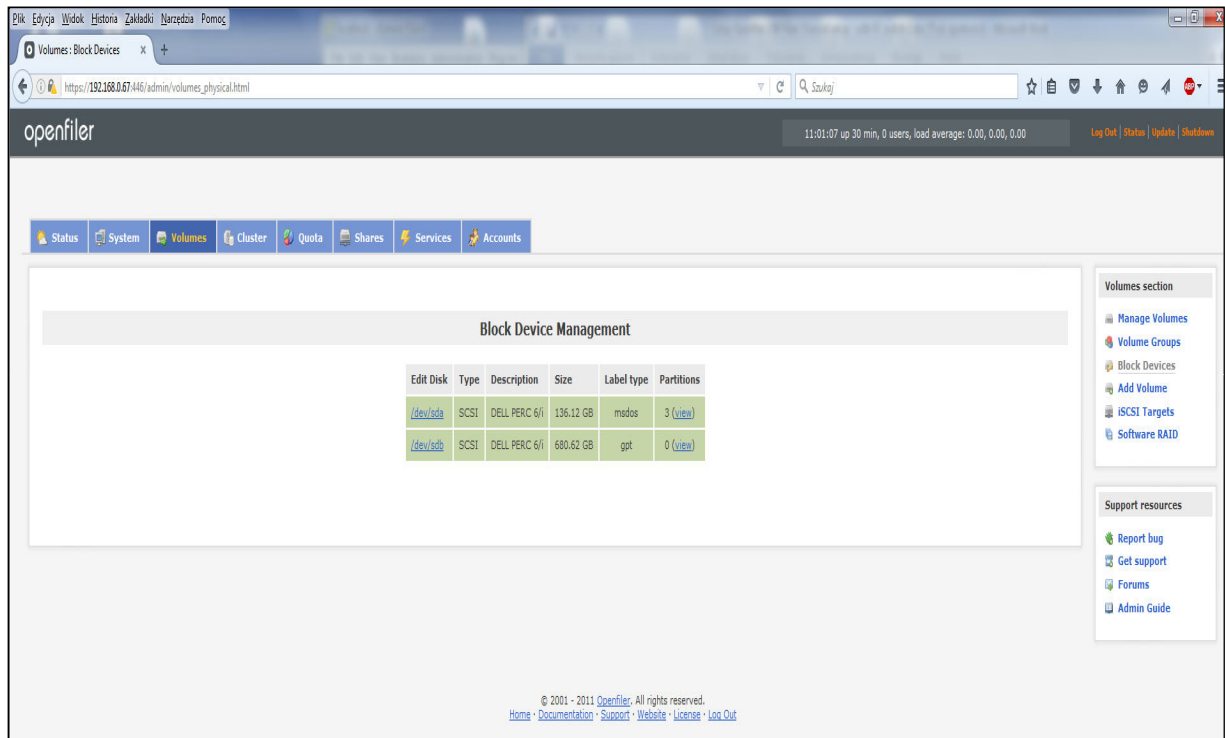 Plik Edycja Widok Historia Zakładki Narzędzia Pomoc
Volumes : Block Devices x +
https://192.168.0.67:446/admin/volumes_physical.html
Szukaj
ABP
openfiler
11:01:07 up 30 min, 0 users, load average: 0.00, 0.00, 0.00
Log Out | Status | Update | Shutdown
Status System Volumes Cluster Quota Shares Services Accounts
Block Device Management
Edit Disk Type Description Size Label type Partitions
/dev/sda SCSI DELL PERC 6/i 136.12 GB msdos 3 (view)
/dev/sdb SCSI DELL PERC 6/i 680.62 GB gpt 0 (view)
Volumes section
Manage Volumes
Volume Groups
Block Devices
Add Volume
iSCSI Targets
Software RAID
Support resources
Report bug
Get support
Forums
Admin Guide
© 2001 - 2011 Openfiler. All rights reserved.
Home · Documentation · Support · Website · License · Log Out